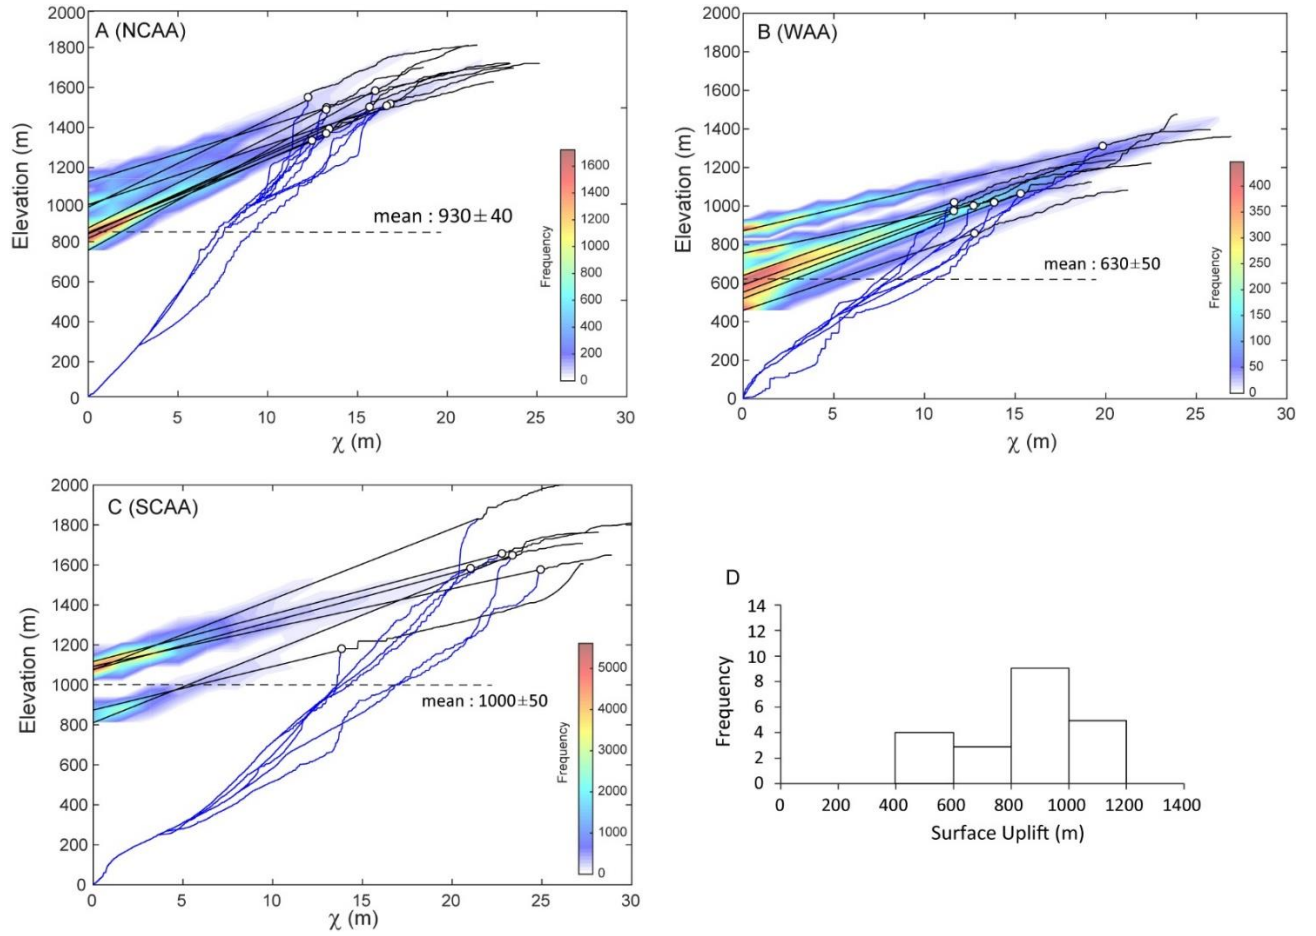 A (NCAA)
2000
1800
1600
1400
1200
1000
800
600
400
200
0
Elevation (m)
mean : 930±40
Frequency
1600
1400
1200
1000
800
600
400
200
0
0 5 10 15 20 25 30
χ (m)
B (WAA)
2000
1800
1600
1400
1200
1000
800
600
400
200
0
Elevation (m)
mean : 630±50
Frequency
400
350
300
250
200
150
100
50
0
0 5 10 15 20 25 30
χ (m)
C (SCAA)
2000
1800
1600
1400
1200
1000
800
600
400
200
0
Elevation (m)
mean : 1000±50
Frequency
5000
4000
3000
2000
1000
0
0 5 10 15 20 25 30
χ (m)
D
14
12
10
8
6
4
2
0
Frequency
0 200 400 600 800 1000 1200 1400
Surface Uplift (m)